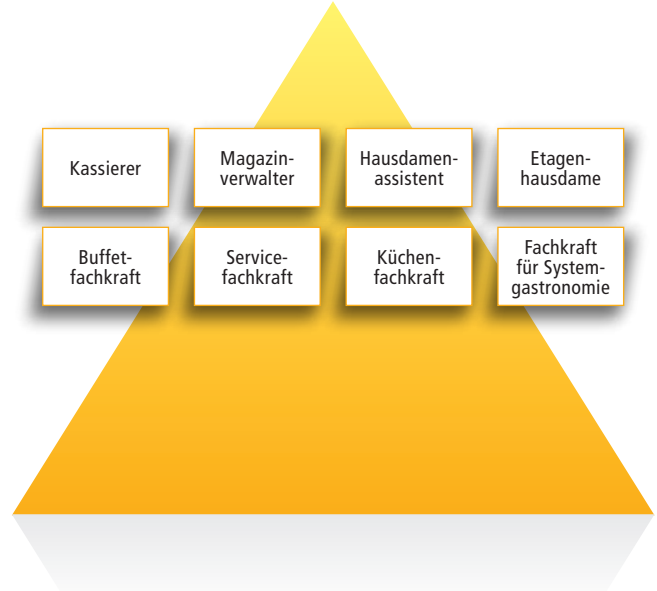 Kassierer
Magazin-
verwalter
Hausdamen-
assistent
Etagen-
hausdame
Buffet-
fachkraft
Service-
fachkraft
Küchen-
fachkraft
Fachkraft
für System-
gastronomie